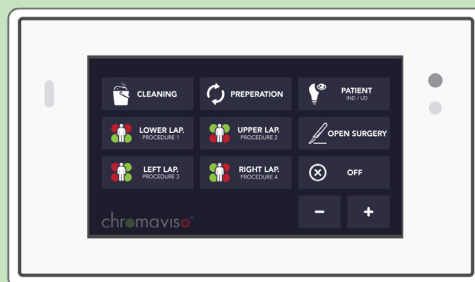 CLEANING
PREPERATION
PATIENT
IND / UD
LOWER LAP.
PROCEDURE 1
UPPER LAP.
PROCEDURE 2
OPEN SURGERY
LEFT LAP.
PROCEDURE 3
RIGHT LAP.
PROCEDURE 4
OFF
- +
chromaviso